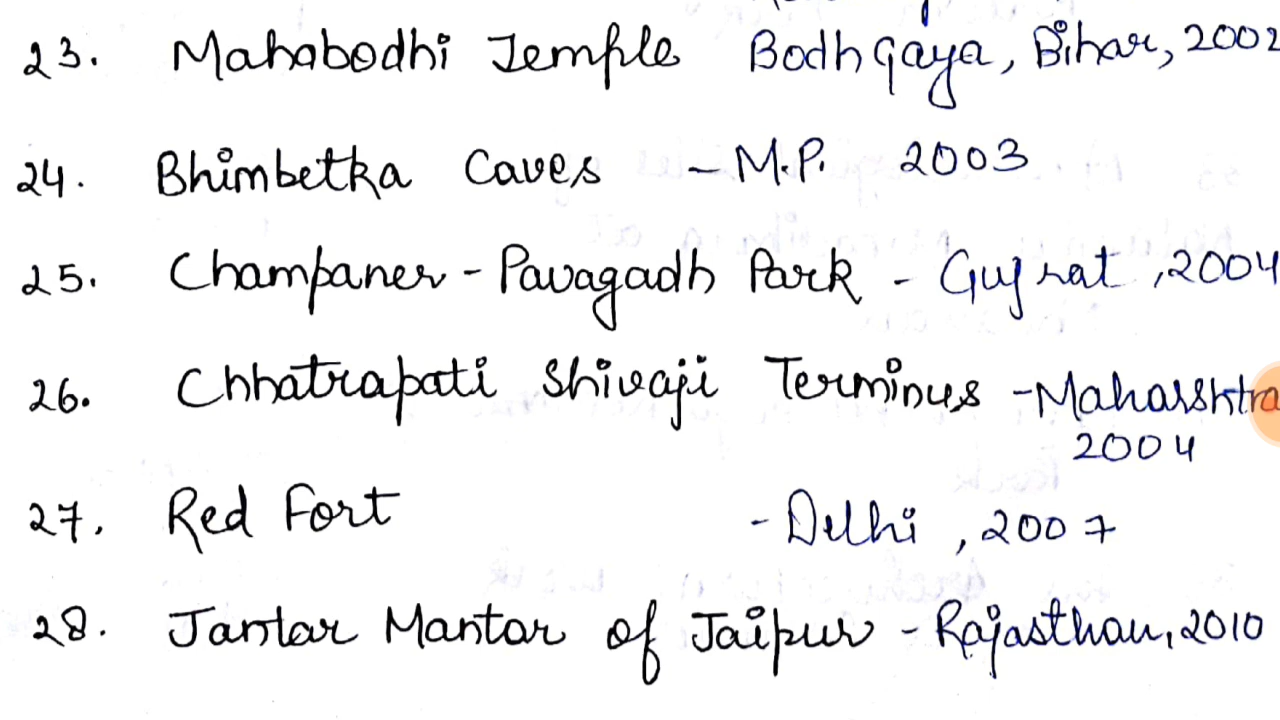 23. Mahabodhi Temple Bodhgaya, Bihar, 2002
24. Bhimbetka Caves - M.P. 2003
25. Champaner - Pavagadh Park - Gujrat, 2004
26. Chhatrapati Shivaji Terminus - Maharshtra
2004
27. Red Fort - Delhi, 2007
28. Jantar Mantar of Jaipur - Rajasthan, 2010